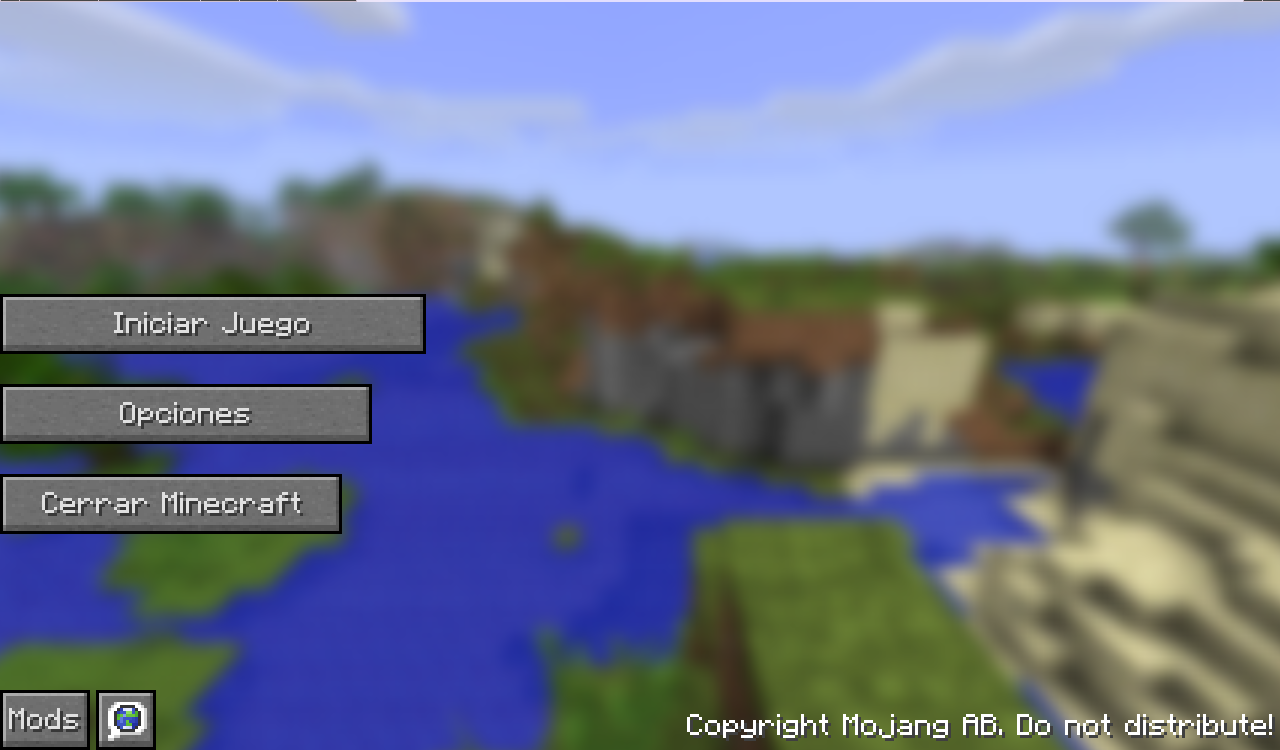 Iniciar Juego
Opciones
Cerrar Minecraft
Mods
Copyright Mojang AB. Do not distribute!